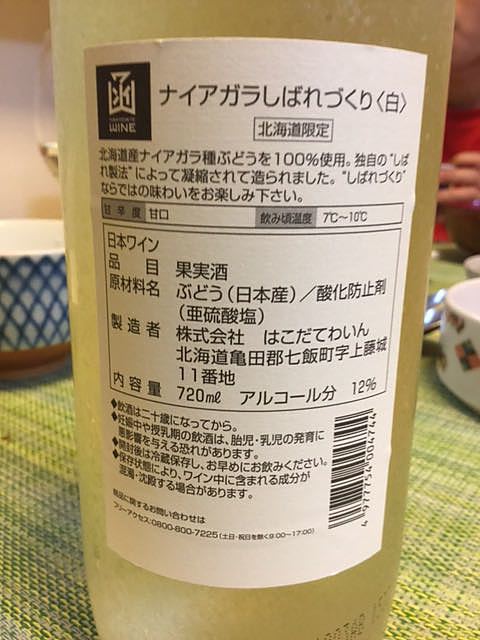 函
HAKODATE
WINE
ナイアガラしばれづくり〈白〉
北海道限定
北海道産ナイアガラ種ぶどうを100%使用。独自の“しば
れ製法”によって凝縮されて造られました。“しばれづくり”
ならではの味わいをお楽しみ下さい。
甘辛度 甘口 飲み頃温度 7℃〜10℃
日本ワイン
品目 果実酒
原材料名 ぶどう（日本産）／酸化防止剤
（亜硫酸塩）
製造者 株式会社 はこだてわいん
北海道亀田郡七飯町字上藤城
11番地
内容量 720㎖ アルコール分 12%
◆飲酒は二十歳になってから。
◆妊娠中や授乳期の飲酒は、胎児・乳児の発育に
悪影響を与える恐れがあります。
◆開封後は冷蔵保存し、お早めにお飲みください。
◆保存状態により、ワイン中に含まれる成分が
混濁・沈殿する場合があります。
商品に関するお問い合わせは
フリーアクセス:0800-800-7225（土日・祝日を除く9:00〜17:00）
4 977754 004744